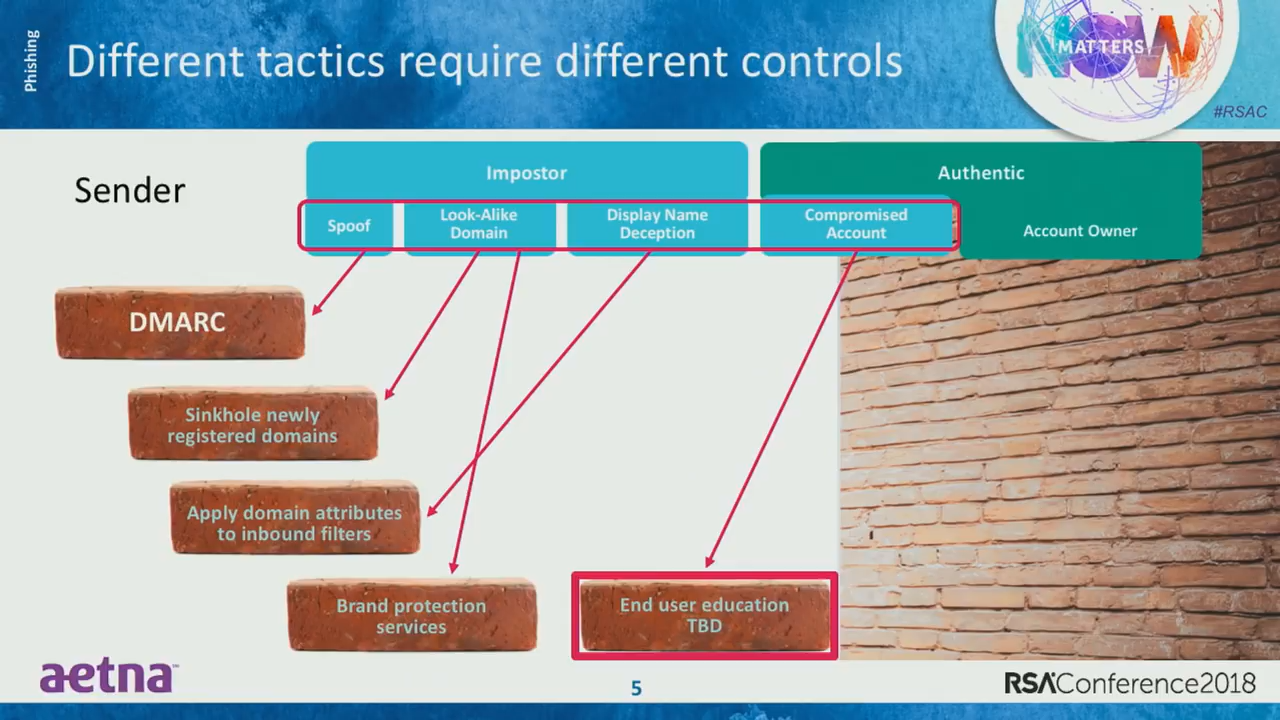 Phishing
Different tactics require different controls
NOW
MATTERS
#RSAC
Sender
Impostor
Authentic
Spoof
Look-Alike
Domain
Display Name
Deception
Compromised
Account
Account Owner
DMARC
Sinkhole newly
registered domains
Apply domain attributes
to inbound filters
Brand protection
services
End user education
TBD
aetna™
5
RSAConference2018